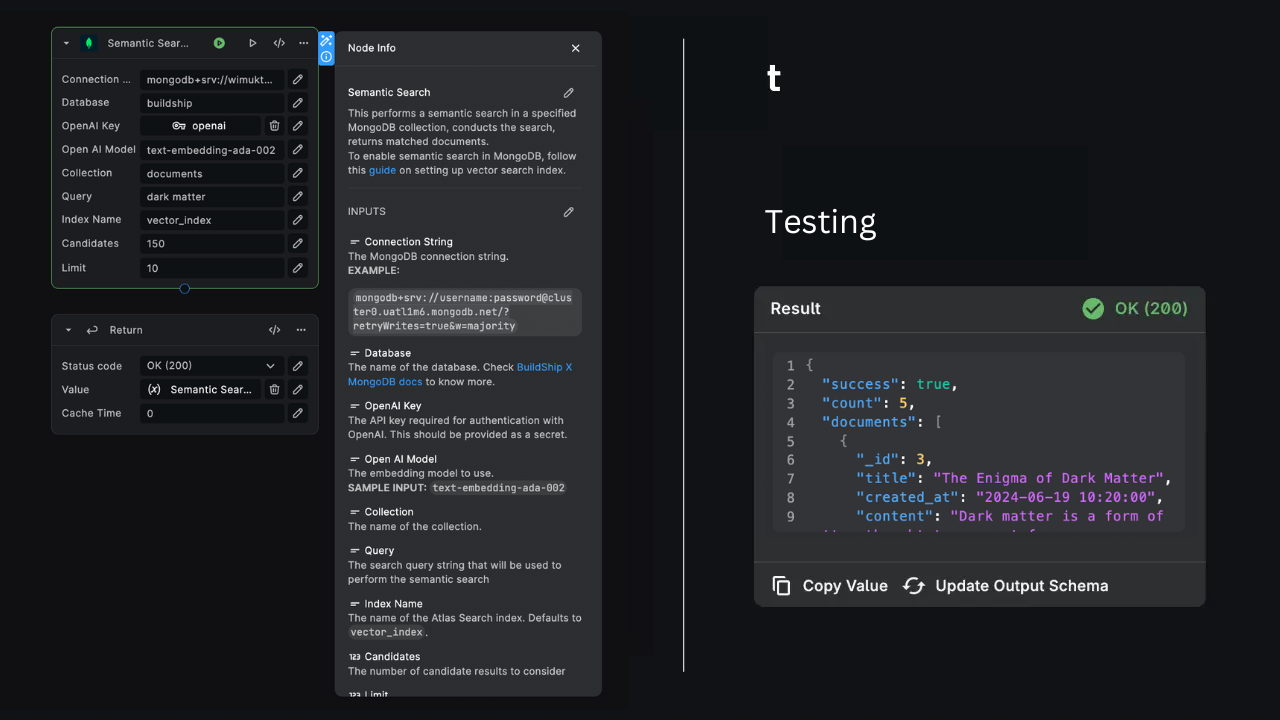 Semantic Sear...
Connection ... mongodb+srv://wimukt...
Database buildship
OpenAI Key openai
Open AI Model text-embedding-ada-002
Collection documents
Query dark matter
Index Name vector_index
Candidates 150
Limit 10
Return
Status code OK (200)
Value (x) Semantic Sear...
Cache Time 0
Node Info
Semantic Search
This performs a semantic search in a specified
MongoDB collection, conducts the search,
returns matched documents.
To enable semantic search in MongoDB, follow
this guide on setting up vector search index.
INPUTS
Connection String
The MongoDB connection string.
EXAMPLE:
mongodb+srv://username:password@clus
ter0.uatl1m6.mongodb.net/?
retryWrites=true&w=majority
Database
The name of the database. Check BuildShip X
MongoDB docs to know more.
OpenAI Key
The API key required for authentication with
OpenAI. This should be provided as a secret.
Open AI Model
The embedding model to use.
SAMPLE INPUT: text-embedding-ada-002
Collection
The name of the collection.
Query
The search query string that will be used to
perform the semantic search
Index Name
The name of the Atlas Search index. Defaults to
vector_index.
123 Candidates
The number of candidate results to consider
123 Limit
t
Testing
Result OK (200)
1 {
2 "success": true,
3 "count": 5,
4 "documents": [
5 {
6 "_id": 3,
7 "title": "The Enigma of Dark Matter",
8 "created_at": "2024-06-19 10:20:00",
9 "content": "Dark matter is a form of
Copy Value Update Output Schema